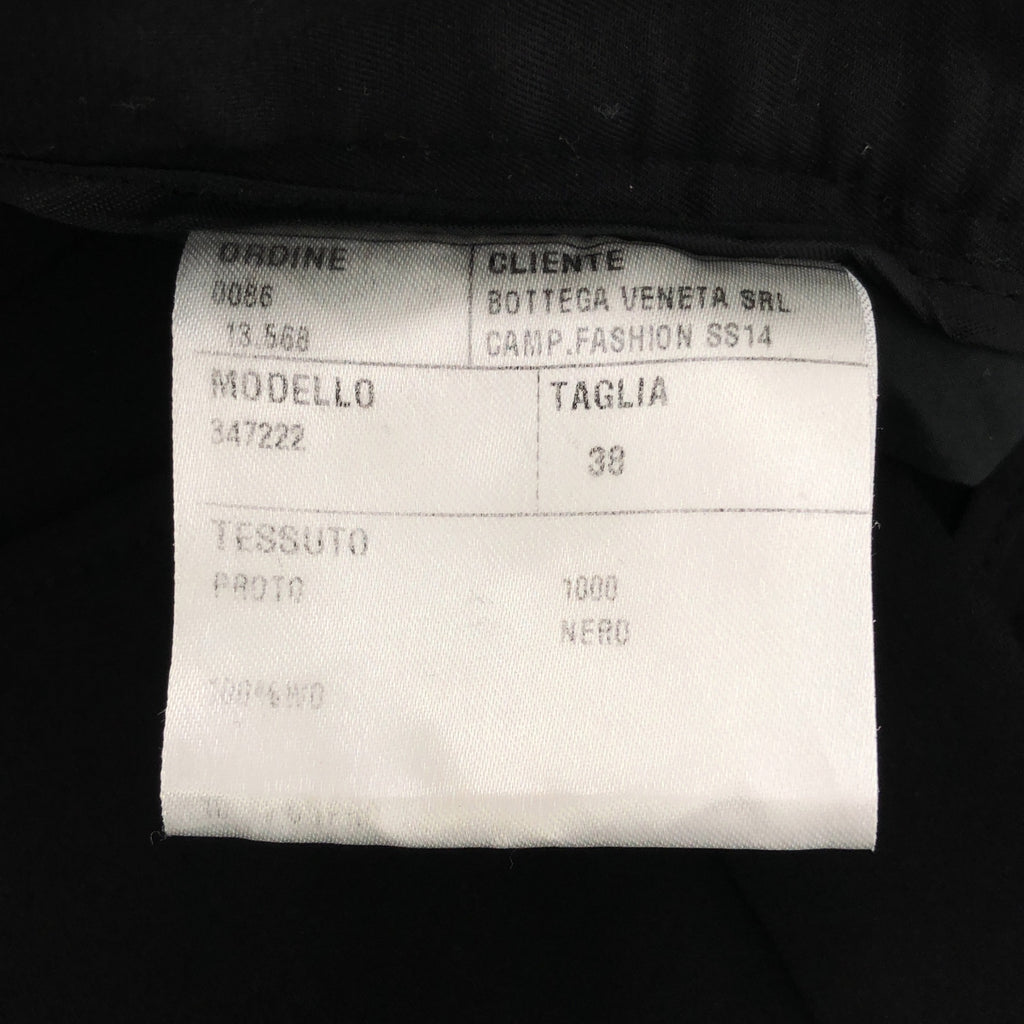 ORDINE
0086
13.568
CLIENTE
BOTTEGA VENETA SRL
CAMP.FASHION SS14
MODELLO
347222
TAGLIA
38
TESSUTO
PROTO
1000
NERO